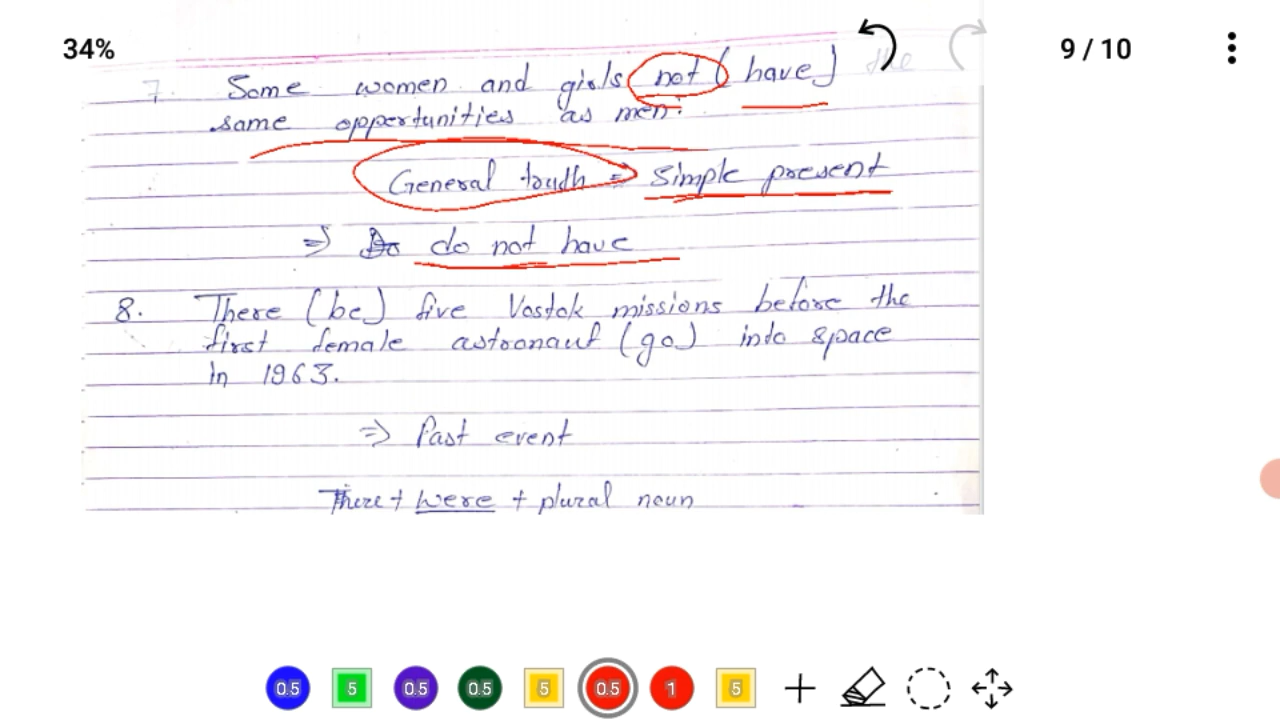 34%
9 / 10
7. Some women and girls not (have) the
same oppertunities as men.
General truth ⇒ Simple present
⇒ do not have
8. There (be) five Vostok missions before the
first female astronaut (go) into space
in 1963.
⇒ Past event
There + were + plural noun
0.5 5 0.5 0.5 5 0.5 1 5